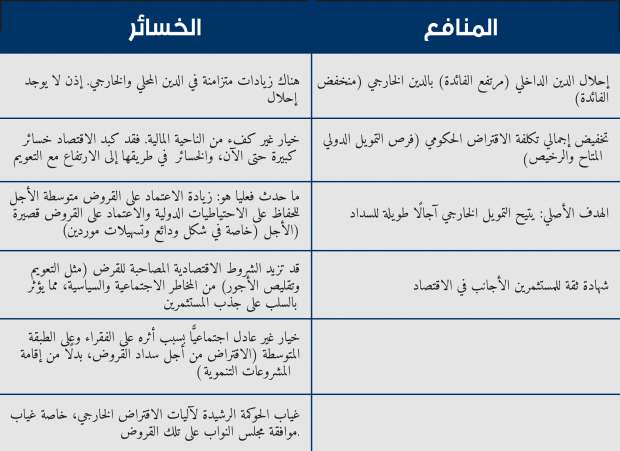 المنافع
الخسائر
إحلال الدين الداخلي (مرتفع الفائدة) بالدين الخارجي (منخفض
الفائدة)
هناك زيادات متزامنة في الدين المحلي والخارجي. إذن لا يوجد
إحلال
تخفيض إجمالي تكلفة الاقتراض الحكومي (فرص التمويل الدولي
المتاح والرخيص)
خيار غير كفء من الناحية المالية. فقد كبد الاقتصاد خسائر
كبيرة حتى الآن، والخسائر في طريقها إلى الارتفاع مع التعويم
الهدف الأصلي: يتيح التمويل الخارجي آجالًا طويلة للسداد
ما حدث فعليا هو: زيادة الاعتماد على القروض متوسطة الأجل
للحفاظ على الاحتياطيات الدولية والاعتماد على القروض قصيرة
الأجل (خاصة في شكل ودائع وتسهيلات موردين)
شهادة ثقة للمستثمرين الأجانب في الاقتصاد
قد تزيد الشروط الاقتصادية المصاحبة للقرض (مثل التعويم
وتقليص الأجور) من المخاطر الاجتماعية والسياسية، مما يؤثر
بالسلب على جذب المستثمرين
خيار غير عادل اجتماعيًّا بسبب أثره على الفقراء وعلى الطبقة
المتوسطة (الاقتراض من أجل سداد القروض، بدلًا من إقامة
المشروعات التنموية)
غياب الحوكمة الرشيدة لآليات الاقتراض الخارجي، خاصة غياب
.موافقة مجلس النواب على تلك القروض